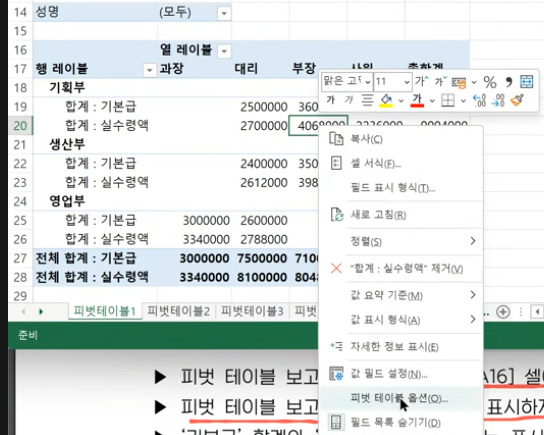 14 성명 (모두)
15
16 열 레이블
17 행 레이블 과장 대리 부장
18 기획부
19 합계 : 기본급 2500000 360
20 합계 : 실수령액 2700000
21 생산부
22 합계 : 기본급 2400000 350
23 합계 : 실수령액 2612000 398
24 영업부
25 합계 : 기본급 3000000 2600000
26 합계 : 실수령액 3340000 2788000
27 전체 합계 : 기본급 3000000 7500000 7100
28 전체 합계 : 실수령액 3340000 8100000 8048
29
맑은 고 11 가 가 %
가 가 가
복사(C)
셀 서식(F)...
필드 표시 형식(T)...
새로 고침(R)
정렬(S)
"합계 : 실수령액" 제거(V)
값 요약 기준(M)
값 표시 형식(A)
자세한 정보 표시(E)
값 필드 설정(N)...
피벗 테이블 옵션(O)...
필드 목록 숨기기(D)
피벗테이블1 피벗테이블2 피벗테이블3 피벗
준비
▶ 피벗 테이블 보고 A16] 셀에
▶ 피벗 테이블 보고 표시하지
▶